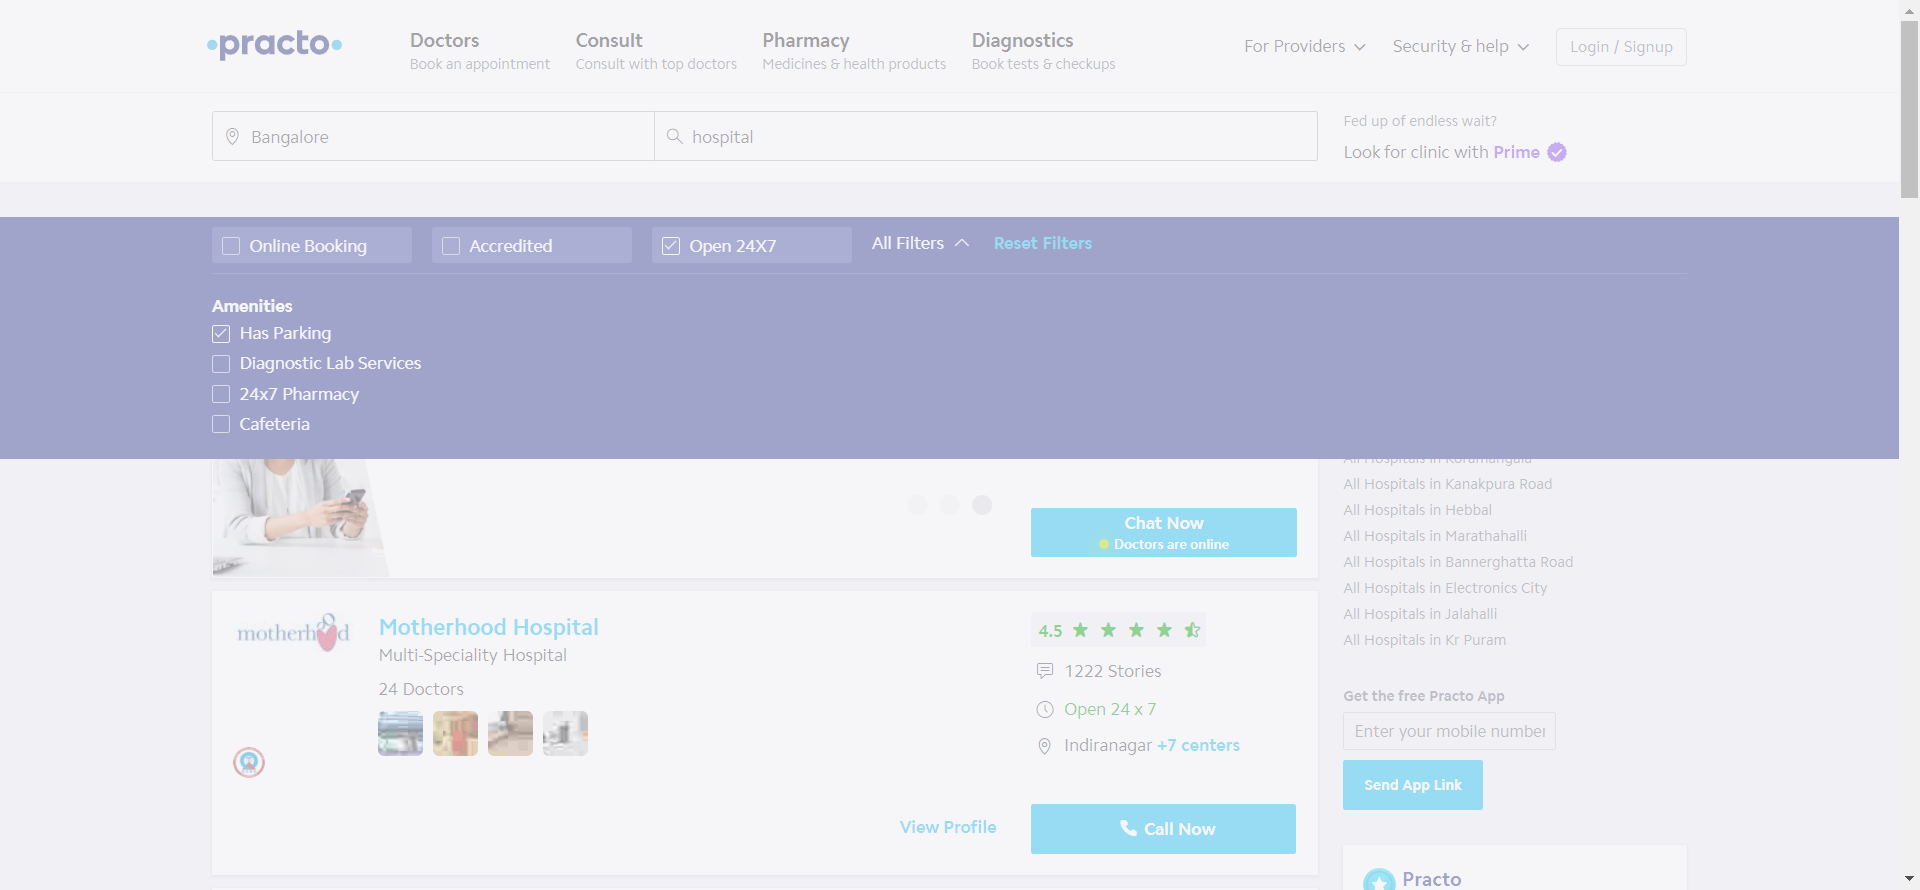 practo
Doctors
Book an appointment
Consult
Consult with top doctors
Pharmacy
Medicines & health products
Diagnostics
Book tests & checkups
For Providers
Security & help
Login / Signup
Bangalore
hospital
Fed up of endless wait?
Look for clinic with Prime
Online Booking
Accredited
Open 24X7
All Filters
Reset Filters
Amenities
Has Parking
Diagnostic Lab Services
24x7 Pharmacy
Cafeteria
Chat Now
Doctors are online
All Hospitals in Koramangala
All Hospitals in Kanakpura Road
All Hospitals in Hebbal
All Hospitals in Marathahalli
All Hospitals in Bannerghatta Road
All Hospitals in Electronics City
All Hospitals in Jalahalli
All Hospitals in Kr Puram
motherhood
Motherhood Hospital
Multi-Speciality Hospital
24 Doctors
4.5
1222 Stories
Open 24 x 7
Indiranagar +7 centers
View Profile
Call Now
Get the free Practo App
Enter your mobile number
Send App Link
Practo